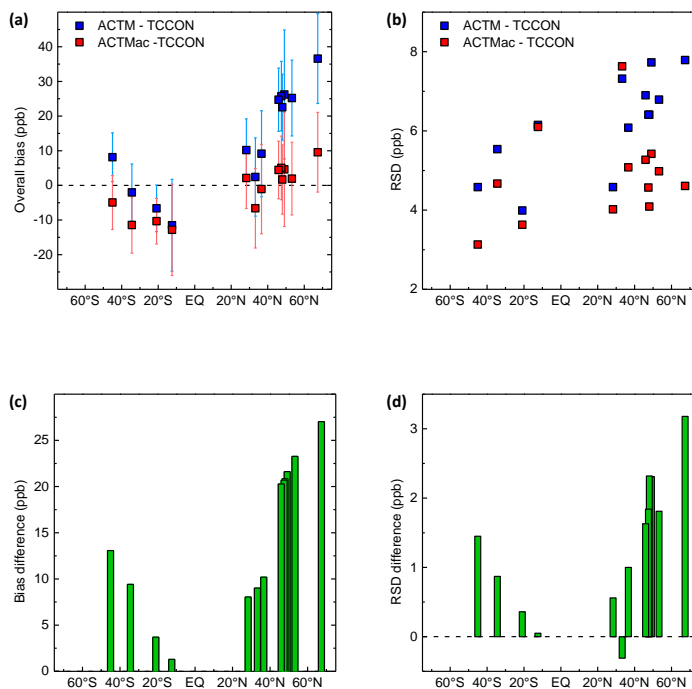 (a)
ACTM - TCCON
ACTMac -TCCON
Overall bias (ppb)
50
40
30
20
10
0
-10
-20
60°S 40°S 20°S EQ 20°N 40°N 60°N
(b)
ACTM - TCCON
ACTMac - TCCON
RSD (ppb)
8
6
4
2
60°S 40°S 20°S EQ 20°N 40°N 60°N
(c)
Bias difference (ppb)
25
20
15
10
5
0
60°S 40°S 20°S EQ 20°N 40°N 60°N
(d)
RSD difference (ppb)
3
2
1
0
60°S 40°S 20°S EQ 20°N 40°N 60°N